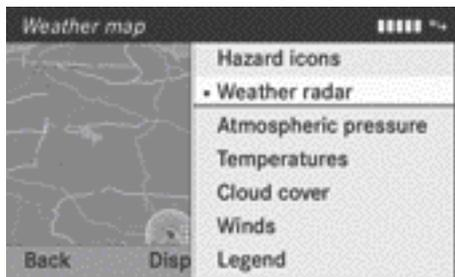 Weather map
Hazard icons
• Weather radar
Atmospheric pressure
Temperatures
Cloud cover
Winds
Legend
Back Disp